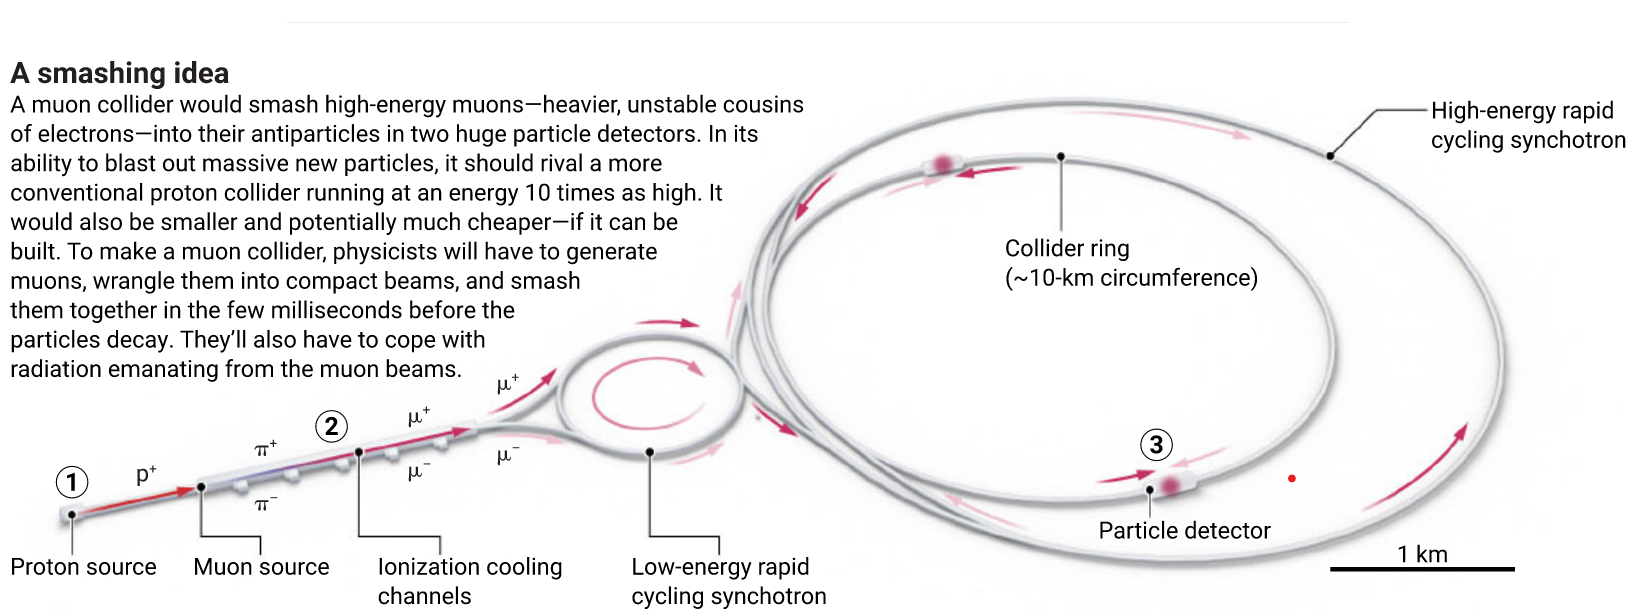 A smashing idea
A muon collider would smash high-energy muons—heavier, unstable cousins
of electrons—into their antiparticles in two huge particle detectors. In its
ability to blast out massive new particles, it should rival a more
conventional proton collider running at an energy 10 times as high. It
would also be smaller and potentially much cheaper—if it can be
built. To make a muon collider, physicists will have to generate
muons, wrangle them into compact beams, and smash
them together in the few milliseconds before the
particles decay. They’ll also have to cope with
radiation emanating from the muon beams.
High-energy rapid
cycling synchotron
Collider ring
(~10-km circumference)
1
p⁺
π⁺
π⁻
2
μ⁺
μ⁻
μ⁺
μ⁻
3
Particle detector
1 km
Proton source
Muon source
Ionization cooling
channels
Low-energy rapid
cycling synchotron